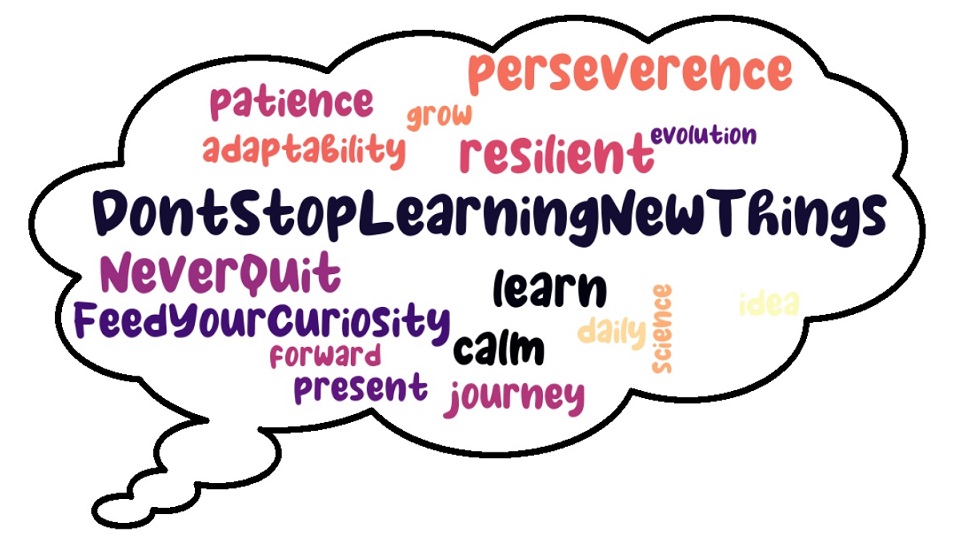 perseverence
patience
grow
adaptability
resilient
evolution
DontStopLearningNewThings
NeverQuit
learn
science
idea
FeedYourCuriosity
daily
forward
calm
present
journey